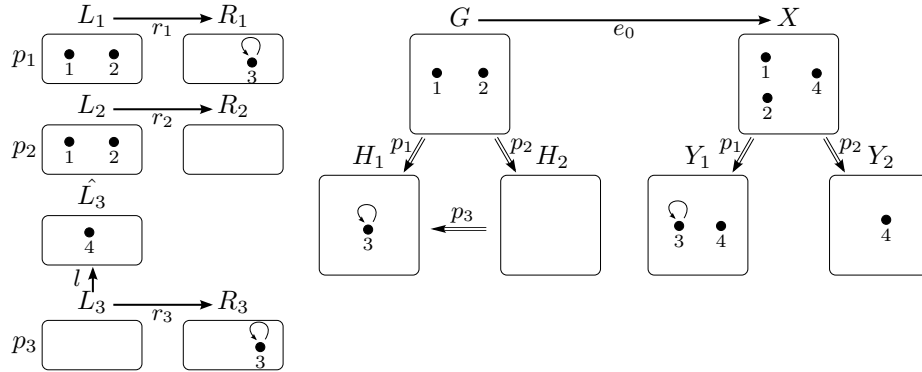 L₁ r₁ R₁
p₁ 1 2 3
L₂ r₂ R₂
p₂ 1 2
L̂₃
4
l
L₃ r₃ R₃
p₃ 3
G e₀ X
1 2 1 2 4
p₁ p₂ p₁ p₂
H₁ H₂ Y₁ Y₂
3 p₃ 3 4 4